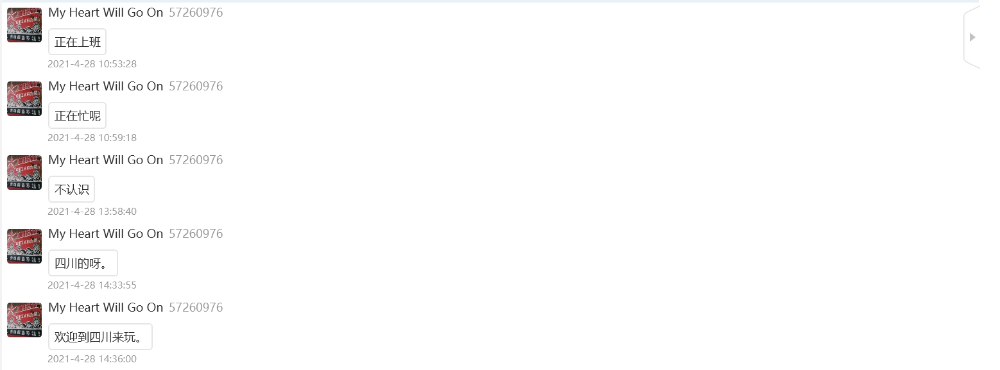 My Heart Will Go On 57260976
正在上班
2021-4-28 10:53:28
My Heart Will Go On 57260976
正在忙呢
2021-4-28 10:59:18
My Heart Will Go On 57260976
不认识
2021-4-28 13:58:40
My Heart Will Go On 57260976
四川的呀。
2021-4-28 14:33:55
My Heart Will Go On 57260976
欢迎到四川来玩。
2021-4-28 14:36:00